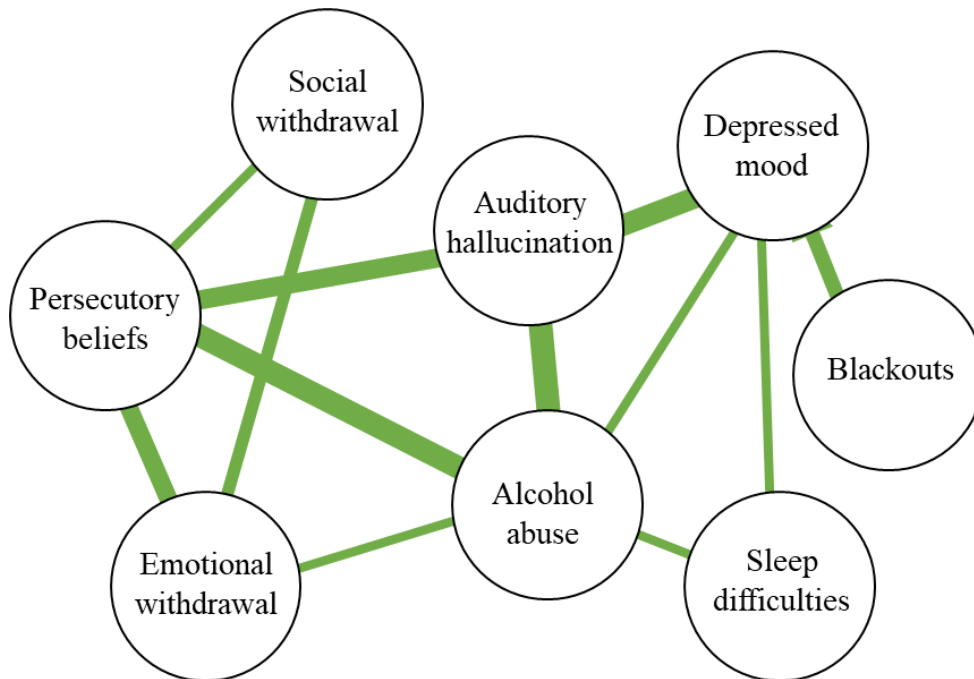 Social
withdrawal
Depressed
mood
Auditory
hallucination
Persecutory
beliefs
Blackouts
Alcohol
abuse
Emotional
withdrawal
Sleep
difficulties